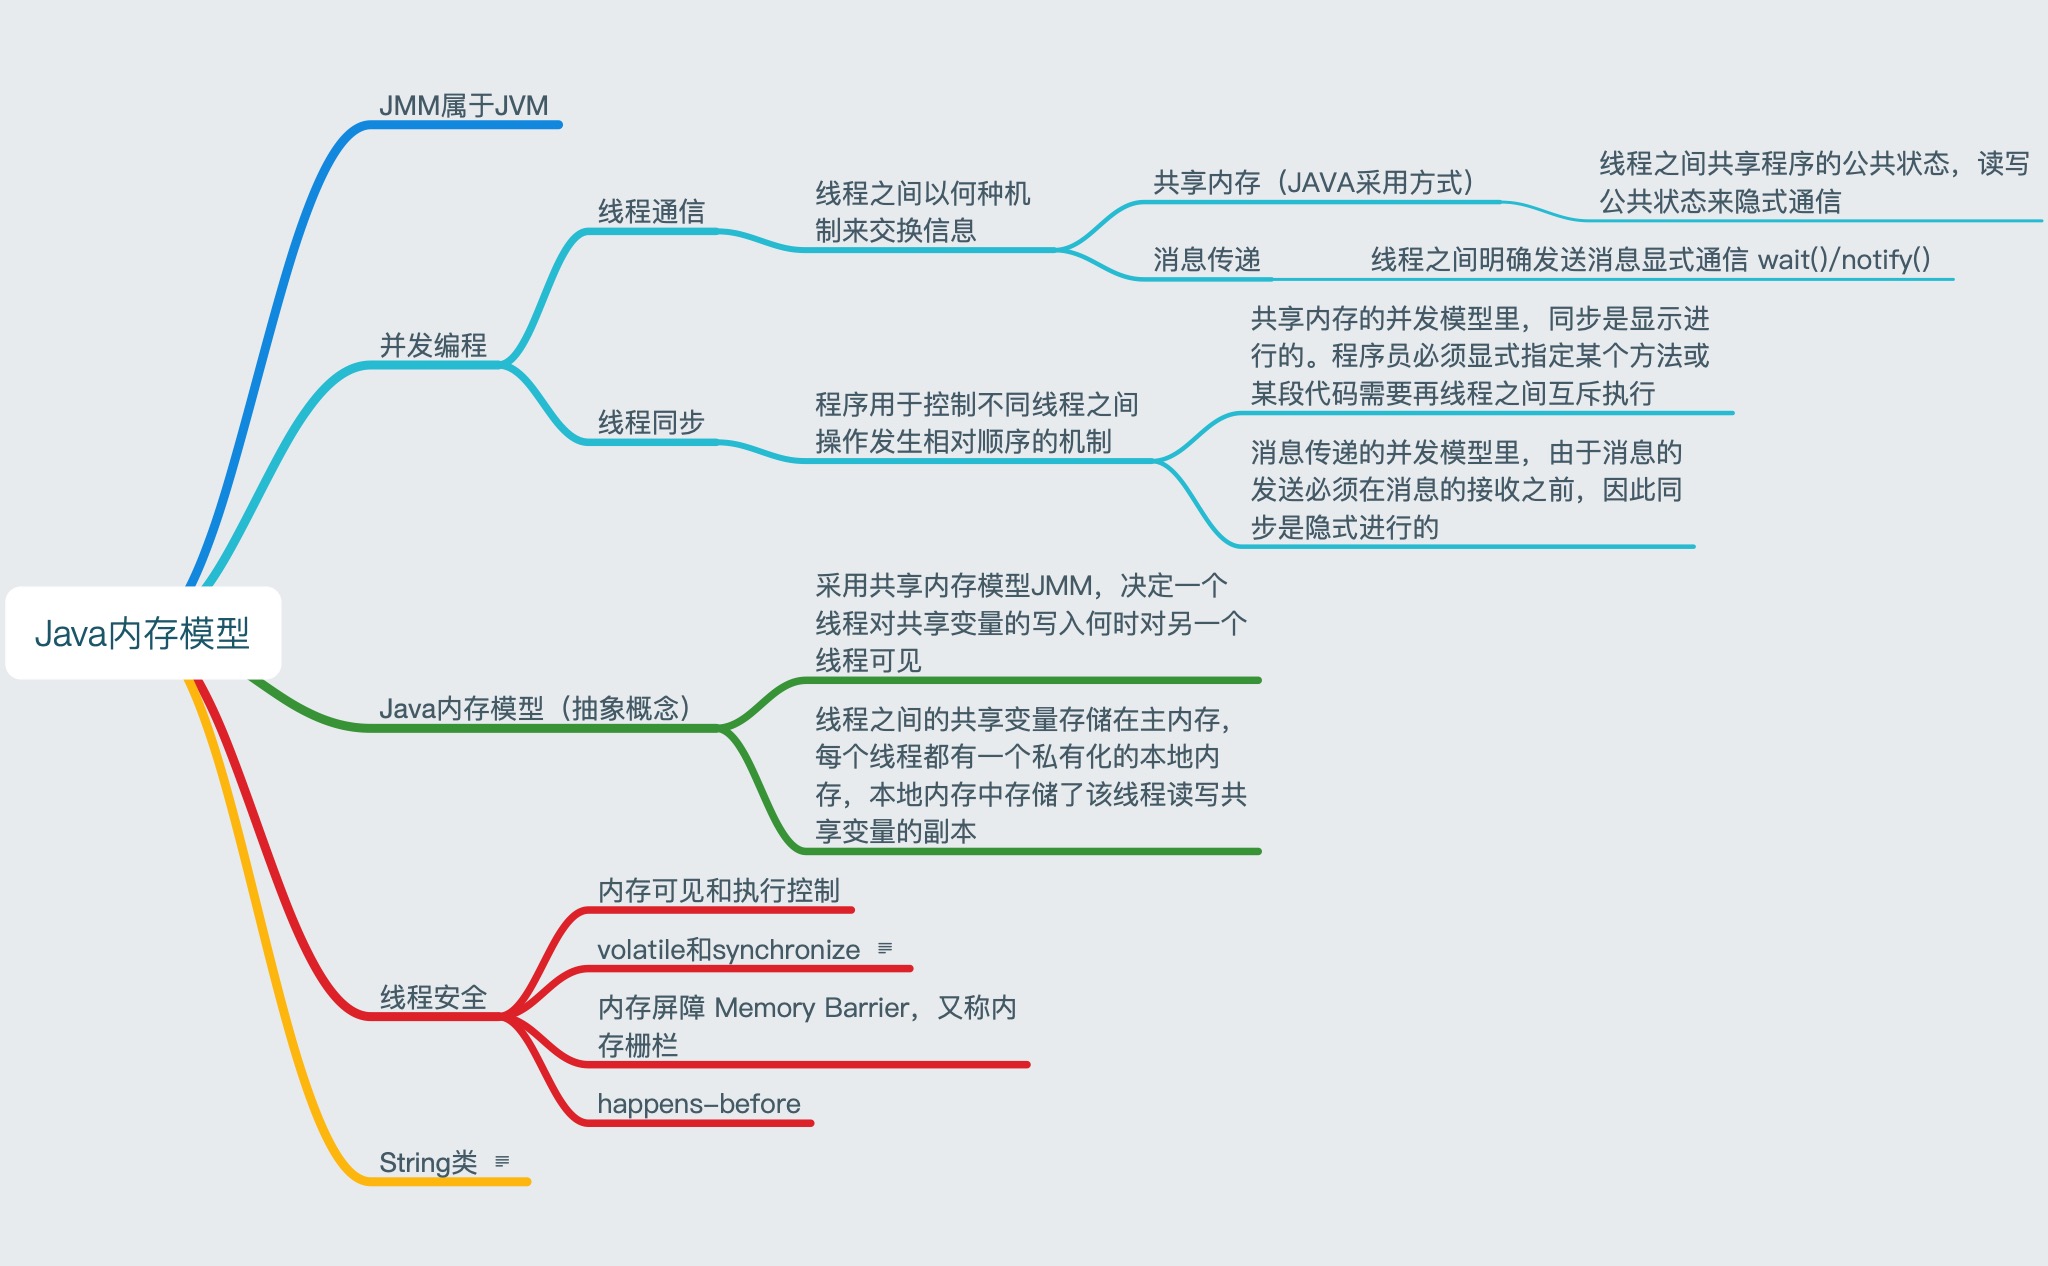 JMM属于JVM
线程之间共享程序的公共状态，读写
公共状态来隐式通信
共享内存（JAVA采用方式）
线程之间以何种机
制来交换信息
线程通信
消息传递
线程之间明确发送消息显式通信 wait()/notify()
并发编程
共享内存的并发模型里，同步是显示进
行的。程序员必须显式指定某个方法或
某段代码需要再线程之间互斥执行
线程同步
程序用于控制不同线程之间
操作发生相对顺序的机制
消息传递的并发模型里，由于消息的
发送必须在消息的接收之前，因此同
步是隐式进行的
Java内存模型
采用共享内存模型JMM，决定一个
线程对共享变量的写入何时对另一个
线程可见
Java内存模型（抽象概念）
线程之间的共享变量存储在主内存，
每个线程都有一个私有化的本地内
存，本地内存中存储了该线程读写共
享变量的副本
内存可见和执行控制
volatile和synchronize
线程安全
内存屏障 Memory Barrier，又称内
存栅栏
happens-before
String类